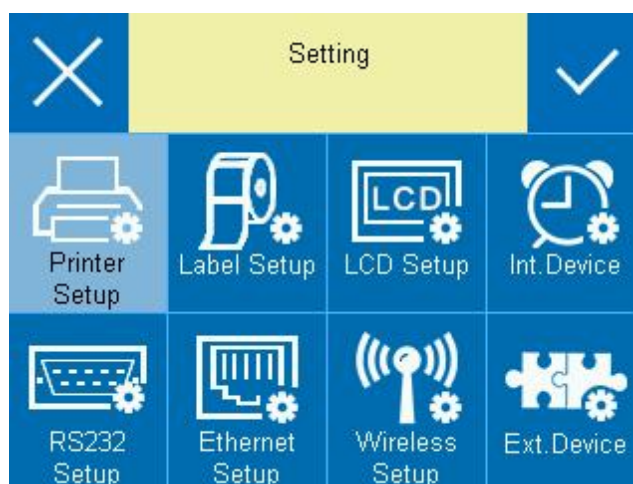 Setting
LCD
Printer
Setup
Label Setup
LCD Setup
Int.Device
RS232
Setup
Ethernet
Setup
Wireless
Setup
Ext.Device